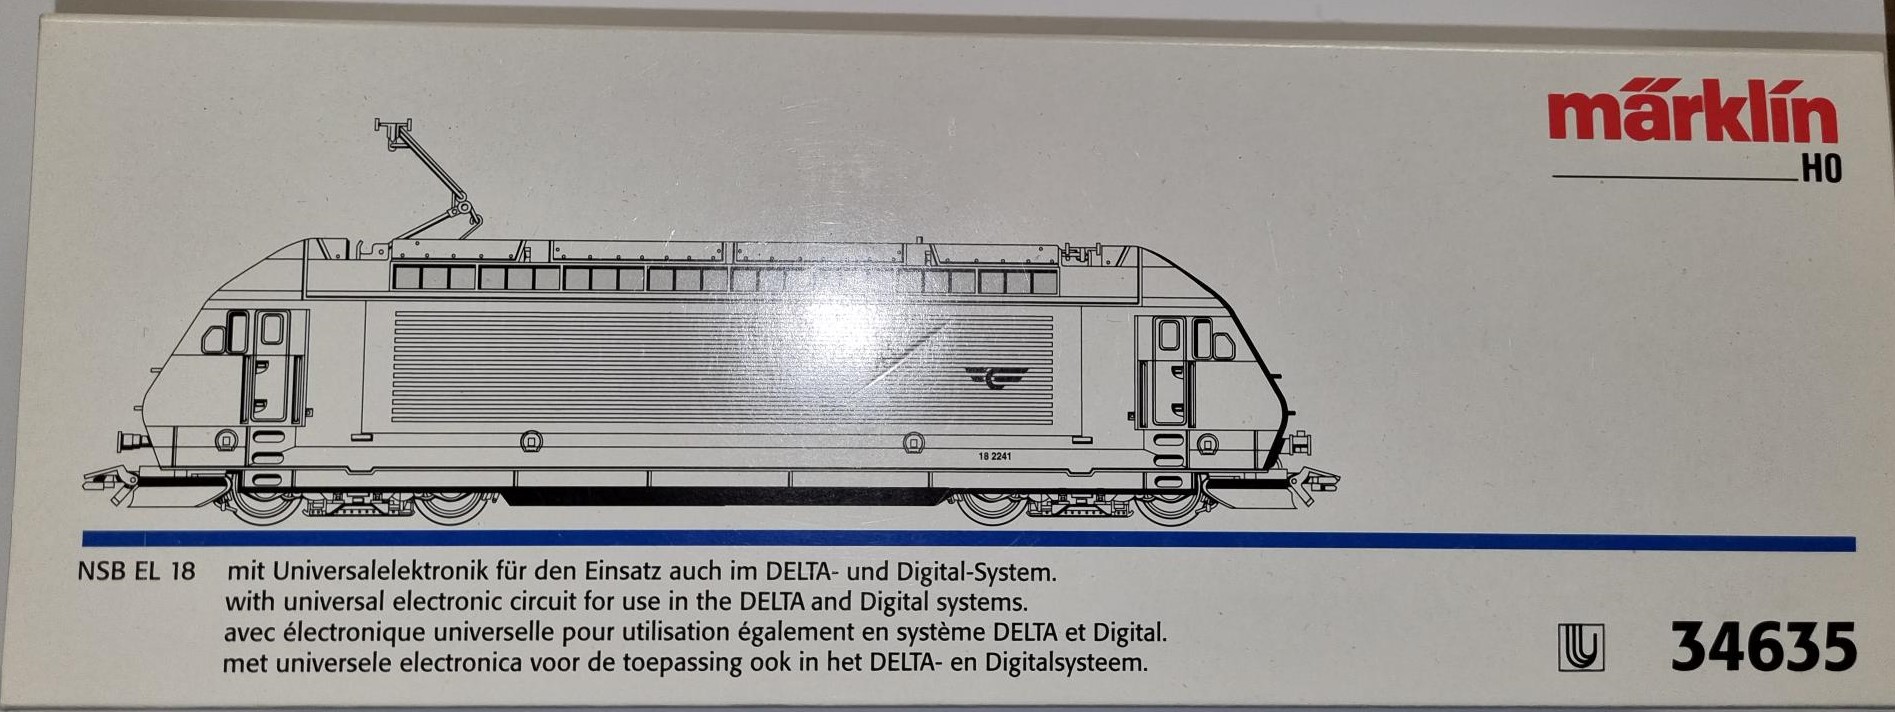 märklín
H0
18 2241
NSB EL 18 mit Universalelektronik für den Einsatz auch im DELTA- und Digital-System.
with universal electronic circuit for use in the DELTA and Digital systems.
avec électronique universelle pour utilisation également en système DELTA et Digital.
met universele electronica voor de toepassing ook in het DELTA- en Digitalsysteem.
U 34635